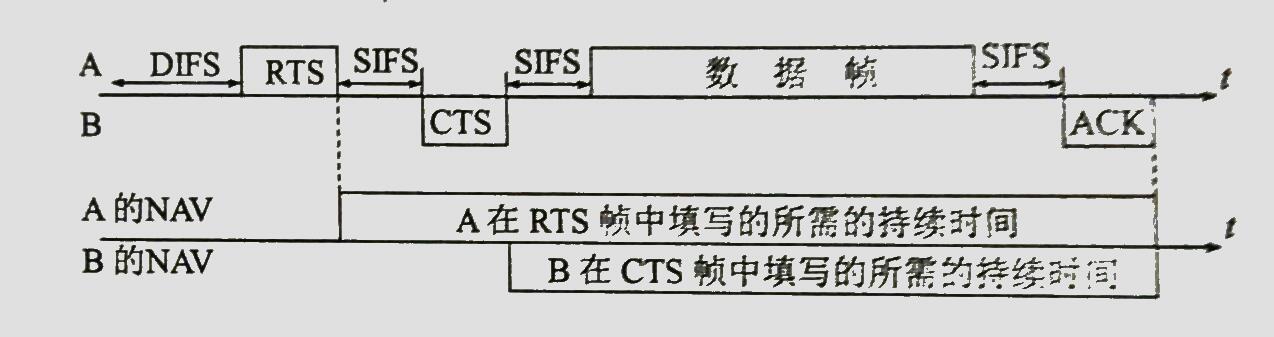 A DIFS RTS SIFS SIFS 数 据 帧 SIFS t
B CTS ACK
A 的NAV A 在 RTS 帧中填写的所需的持续时间 t
B 的NAV B 在 CTS 帧中填写的所需的持续时间